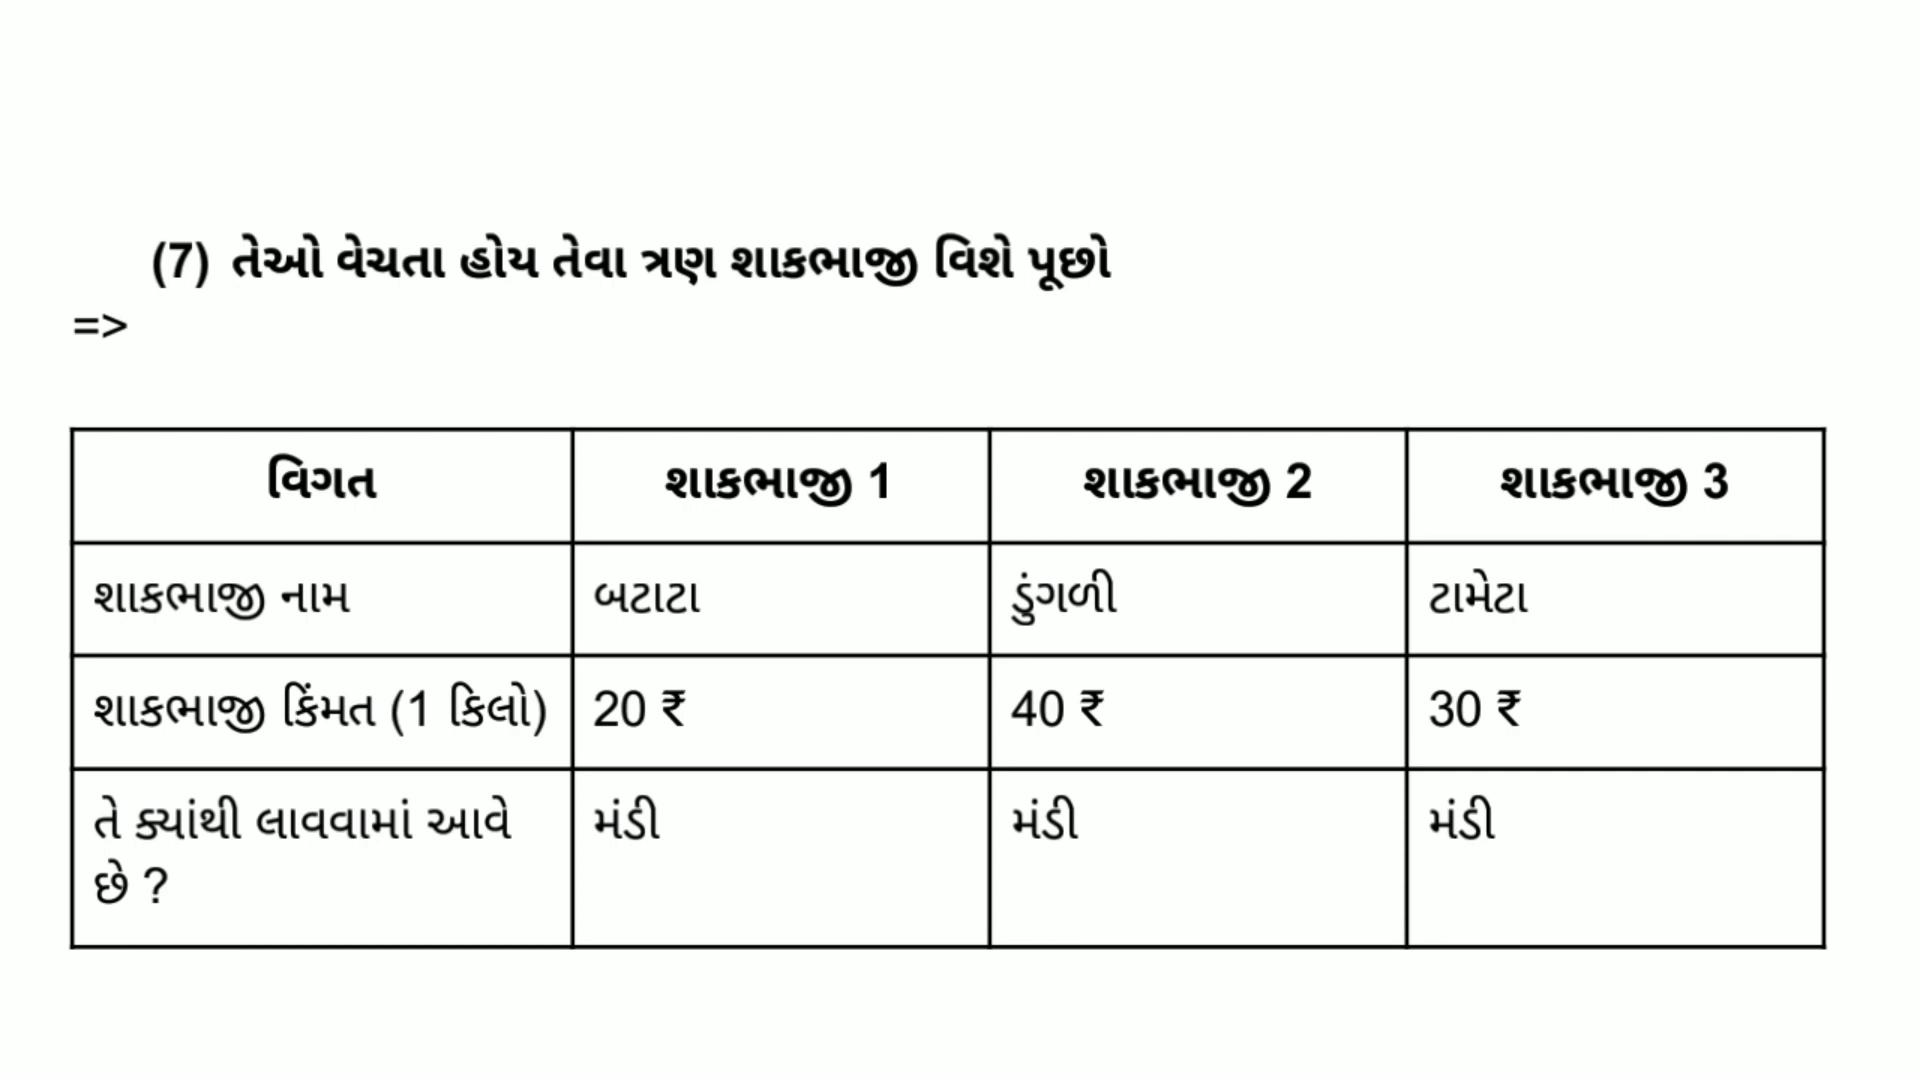 (7) તેઓ વેચતા હોય તેવા ત્રણ શાકભાજી વિશે પૂછો
=>
વિગત શાકભાજી 1 શાકભાજી 2 શાકભાજી 3
શાકભાજી નામ બટાટા ડુંગળી ટામેટા
શાકભાજી કિંમત (1 કિલો) 20 ₹ 40 ₹ 30 ₹
તે ક્યાંથી લાવવામાં આવે મંડી મંડી મંડી
છે ?